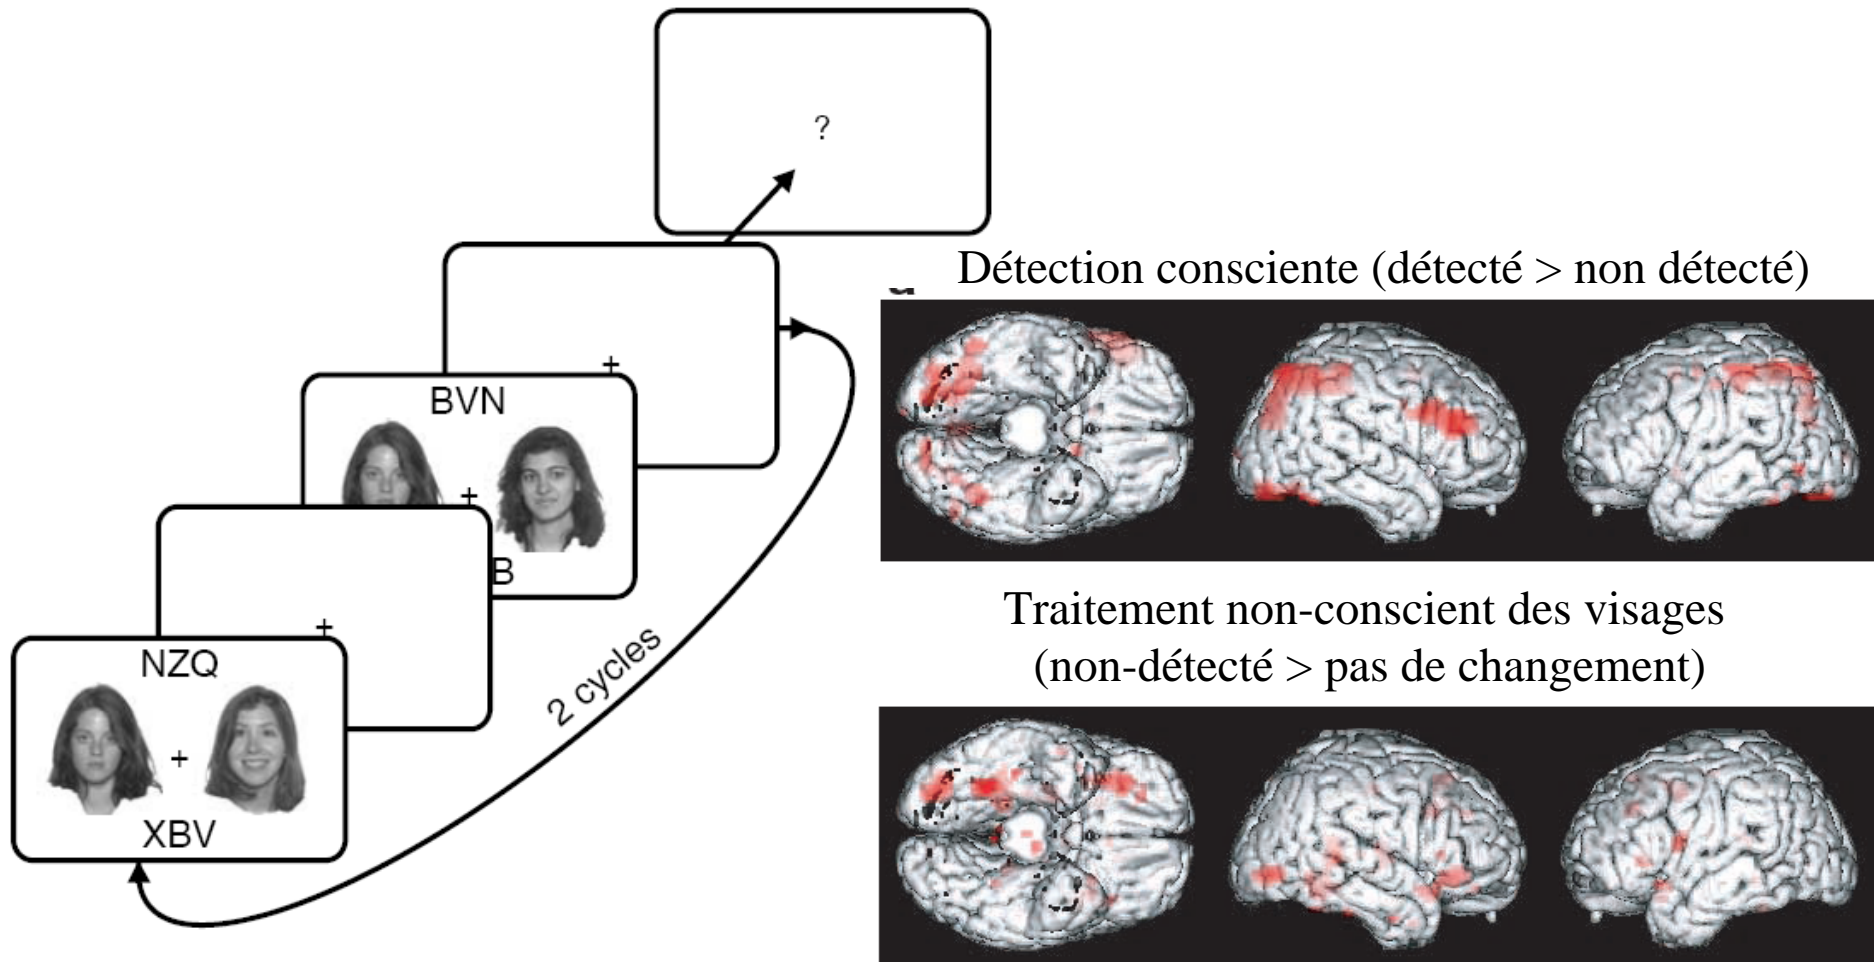 ?
+
BVN
+
B
+
NZQ
+
XBV
2 cycles
Détection consciente (détecté > non détecté)
Traitement non-conscient des visages
(non-détecté > pas de changement)